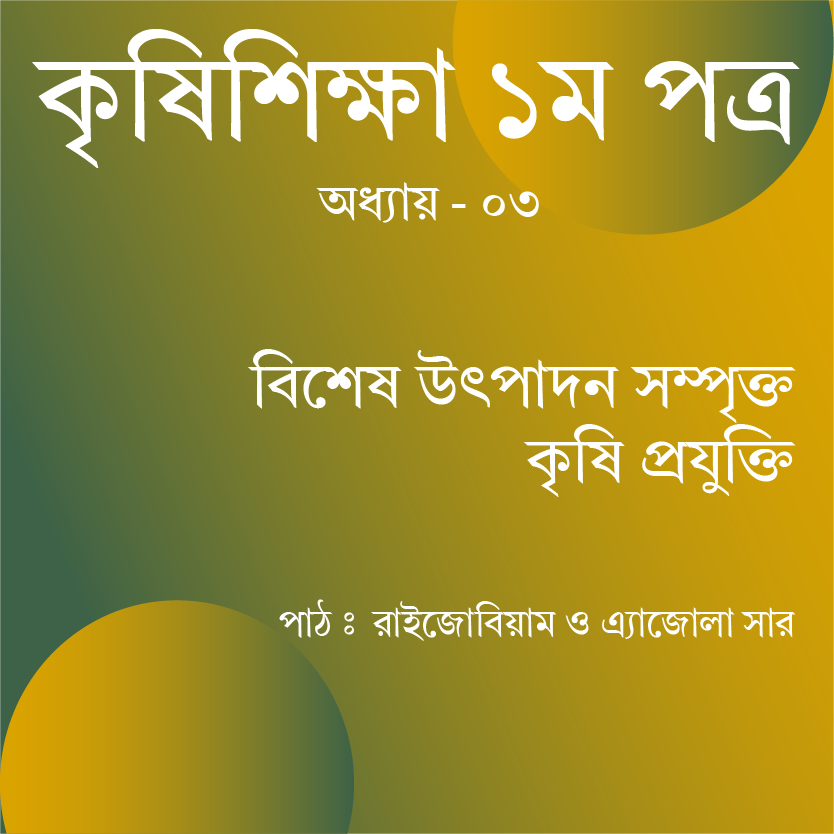 কৃষিশিক্ষা ১ম পত্র
অধ্যায় - ০৩
বিশেষ উৎপাদন সম্পৃক্ত
কৃষি প্রযুক্তি
পাঠ ঃ রাইজোবিয়াম ও এ্যাজোলা সার